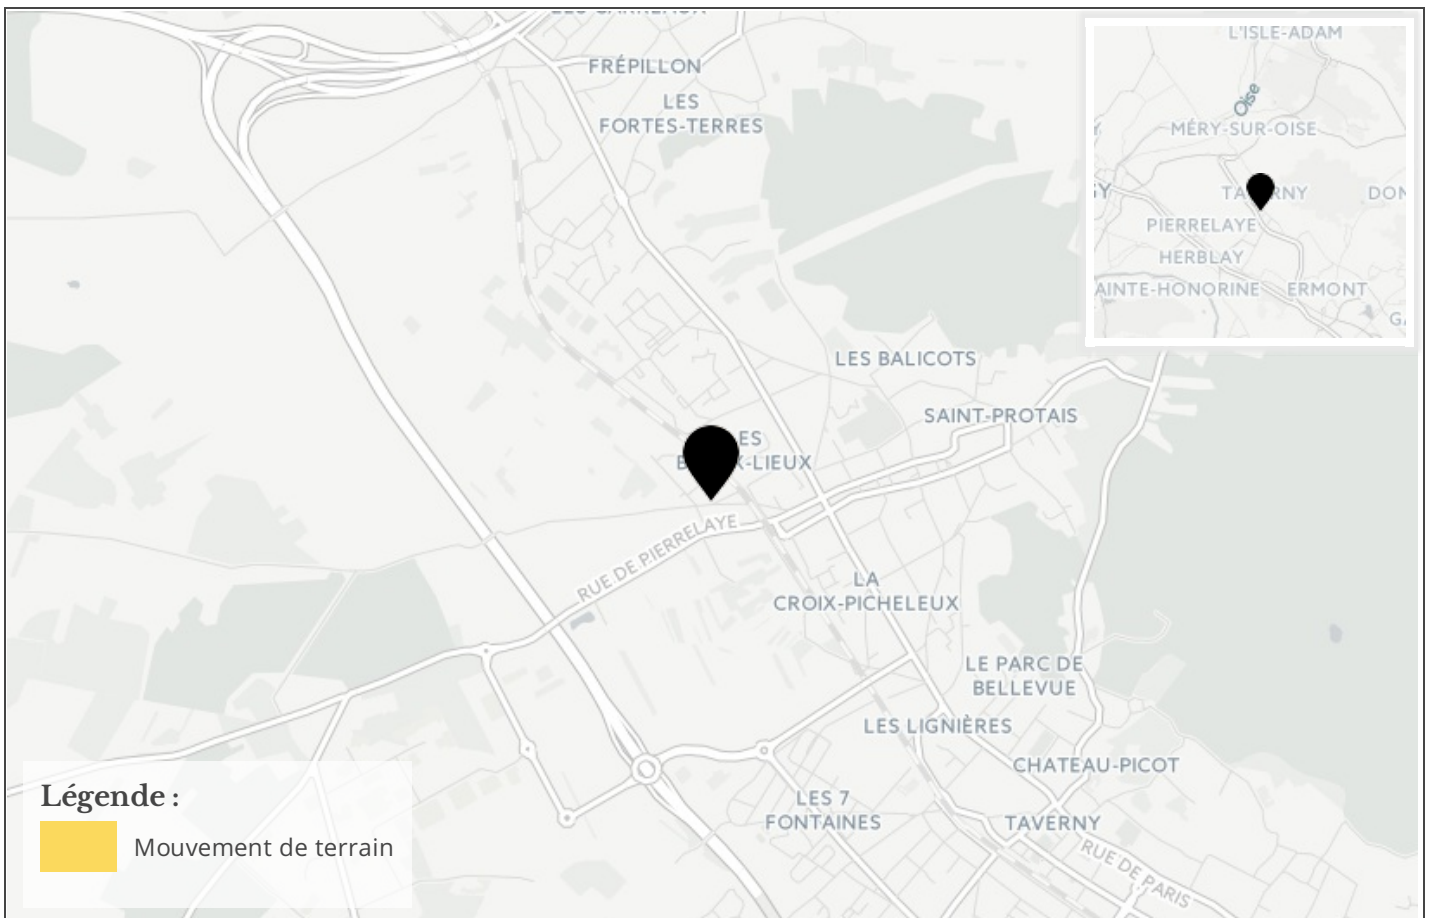 FRÉPILLON
LES
FORTES-TERRES
LES BALICOTS
SAINT-PROTAIS
RUE DE PIERRELAYE
LA
CROIX-PICHELEUX
LE PARC DE
BELLEVUE
LES LIGNIÈRES
CHATEAU-PICOT
LES 7
FONTAINES
TAVERNY
RUE DE PARIS
L'ISLE-ADAM
Oise
MÉRY-SUR-OISE
PIERRELAYE
HERBLAY
AINTE-HONORINE
ERMONT
Légende :
Mouvement de terrain